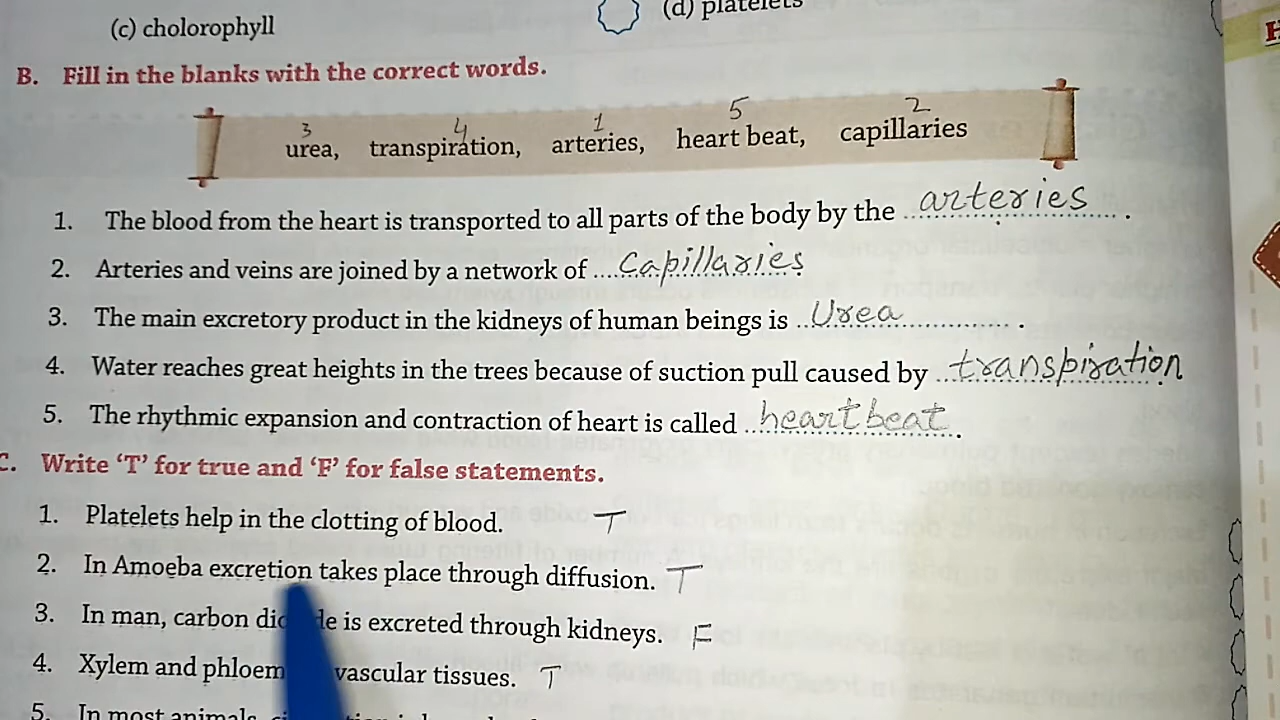 (c) cholorophyll
(d) platelets
B. Fill in the blanks with the correct words.
3 4 1 5 2
urea, transpiration, arteries, heart beat, capillaries
1. The blood from the heart is transported to all parts of the body by the arteries.
2. Arteries and veins are joined by a network of Capillaries
3. The main excretory product in the kidneys of human beings is Urea.
4. Water reaches great heights in the trees because of suction pull caused by transpiration
5. The rhythmic expansion and contraction of heart is called heartbeat.
C. Write ‘T’ for true and ‘F’ for false statements.
1. Platelets help in the clotting of blood. T
2. In Amoeba excretion takes place through diffusion. T
3. In man, carbon is excreted through kidneys. F
4. Xylem and phloem vascular tissues. T
5. In most animals,